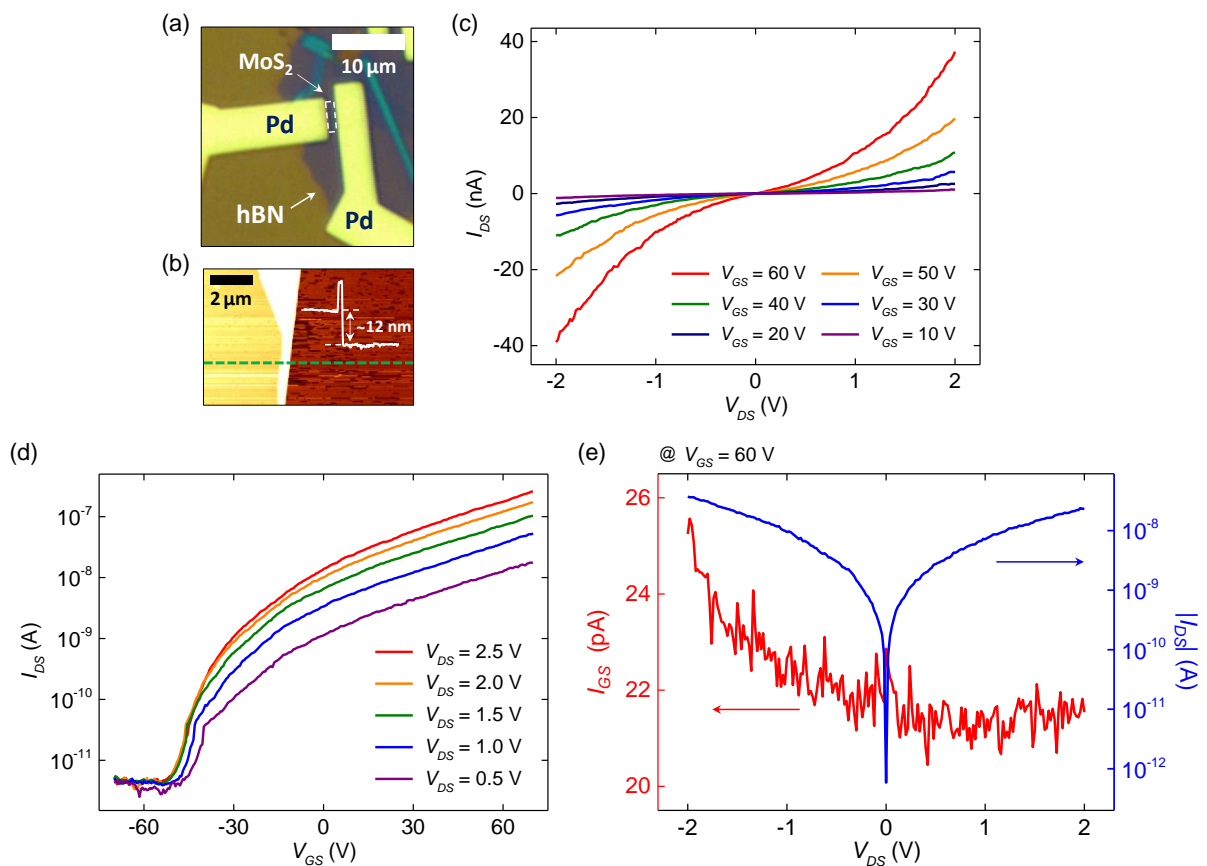 (a)
MoS2
10 μm
Pd
hBN
Pd
(b)
2 μm
~12 nm
(c)
40
20
0
-20
-40
IDS (nA)
VGS = 60 V
VGS = 50 V
VGS = 40 V
VGS = 30 V
VGS = 20 V
VGS = 10 V
-2 -1 0 1 2
VDS (V)
(d)
10-7
10-8
10-9
10-10
10-11
IDS (A)
VDS = 2.5 V
VDS = 2.0 V
VDS = 1.5 V
VDS = 1.0 V
VDS = 0.5 V
-60 -30 0 30 60
VGS (V)
(e)
@ VGS = 60 V
26
24
22
20
IGS (pA)
10-8
10-9
10-10
10-11
10-12
|IDS| (A)
-2 -1 0 1 2
VDS (V)